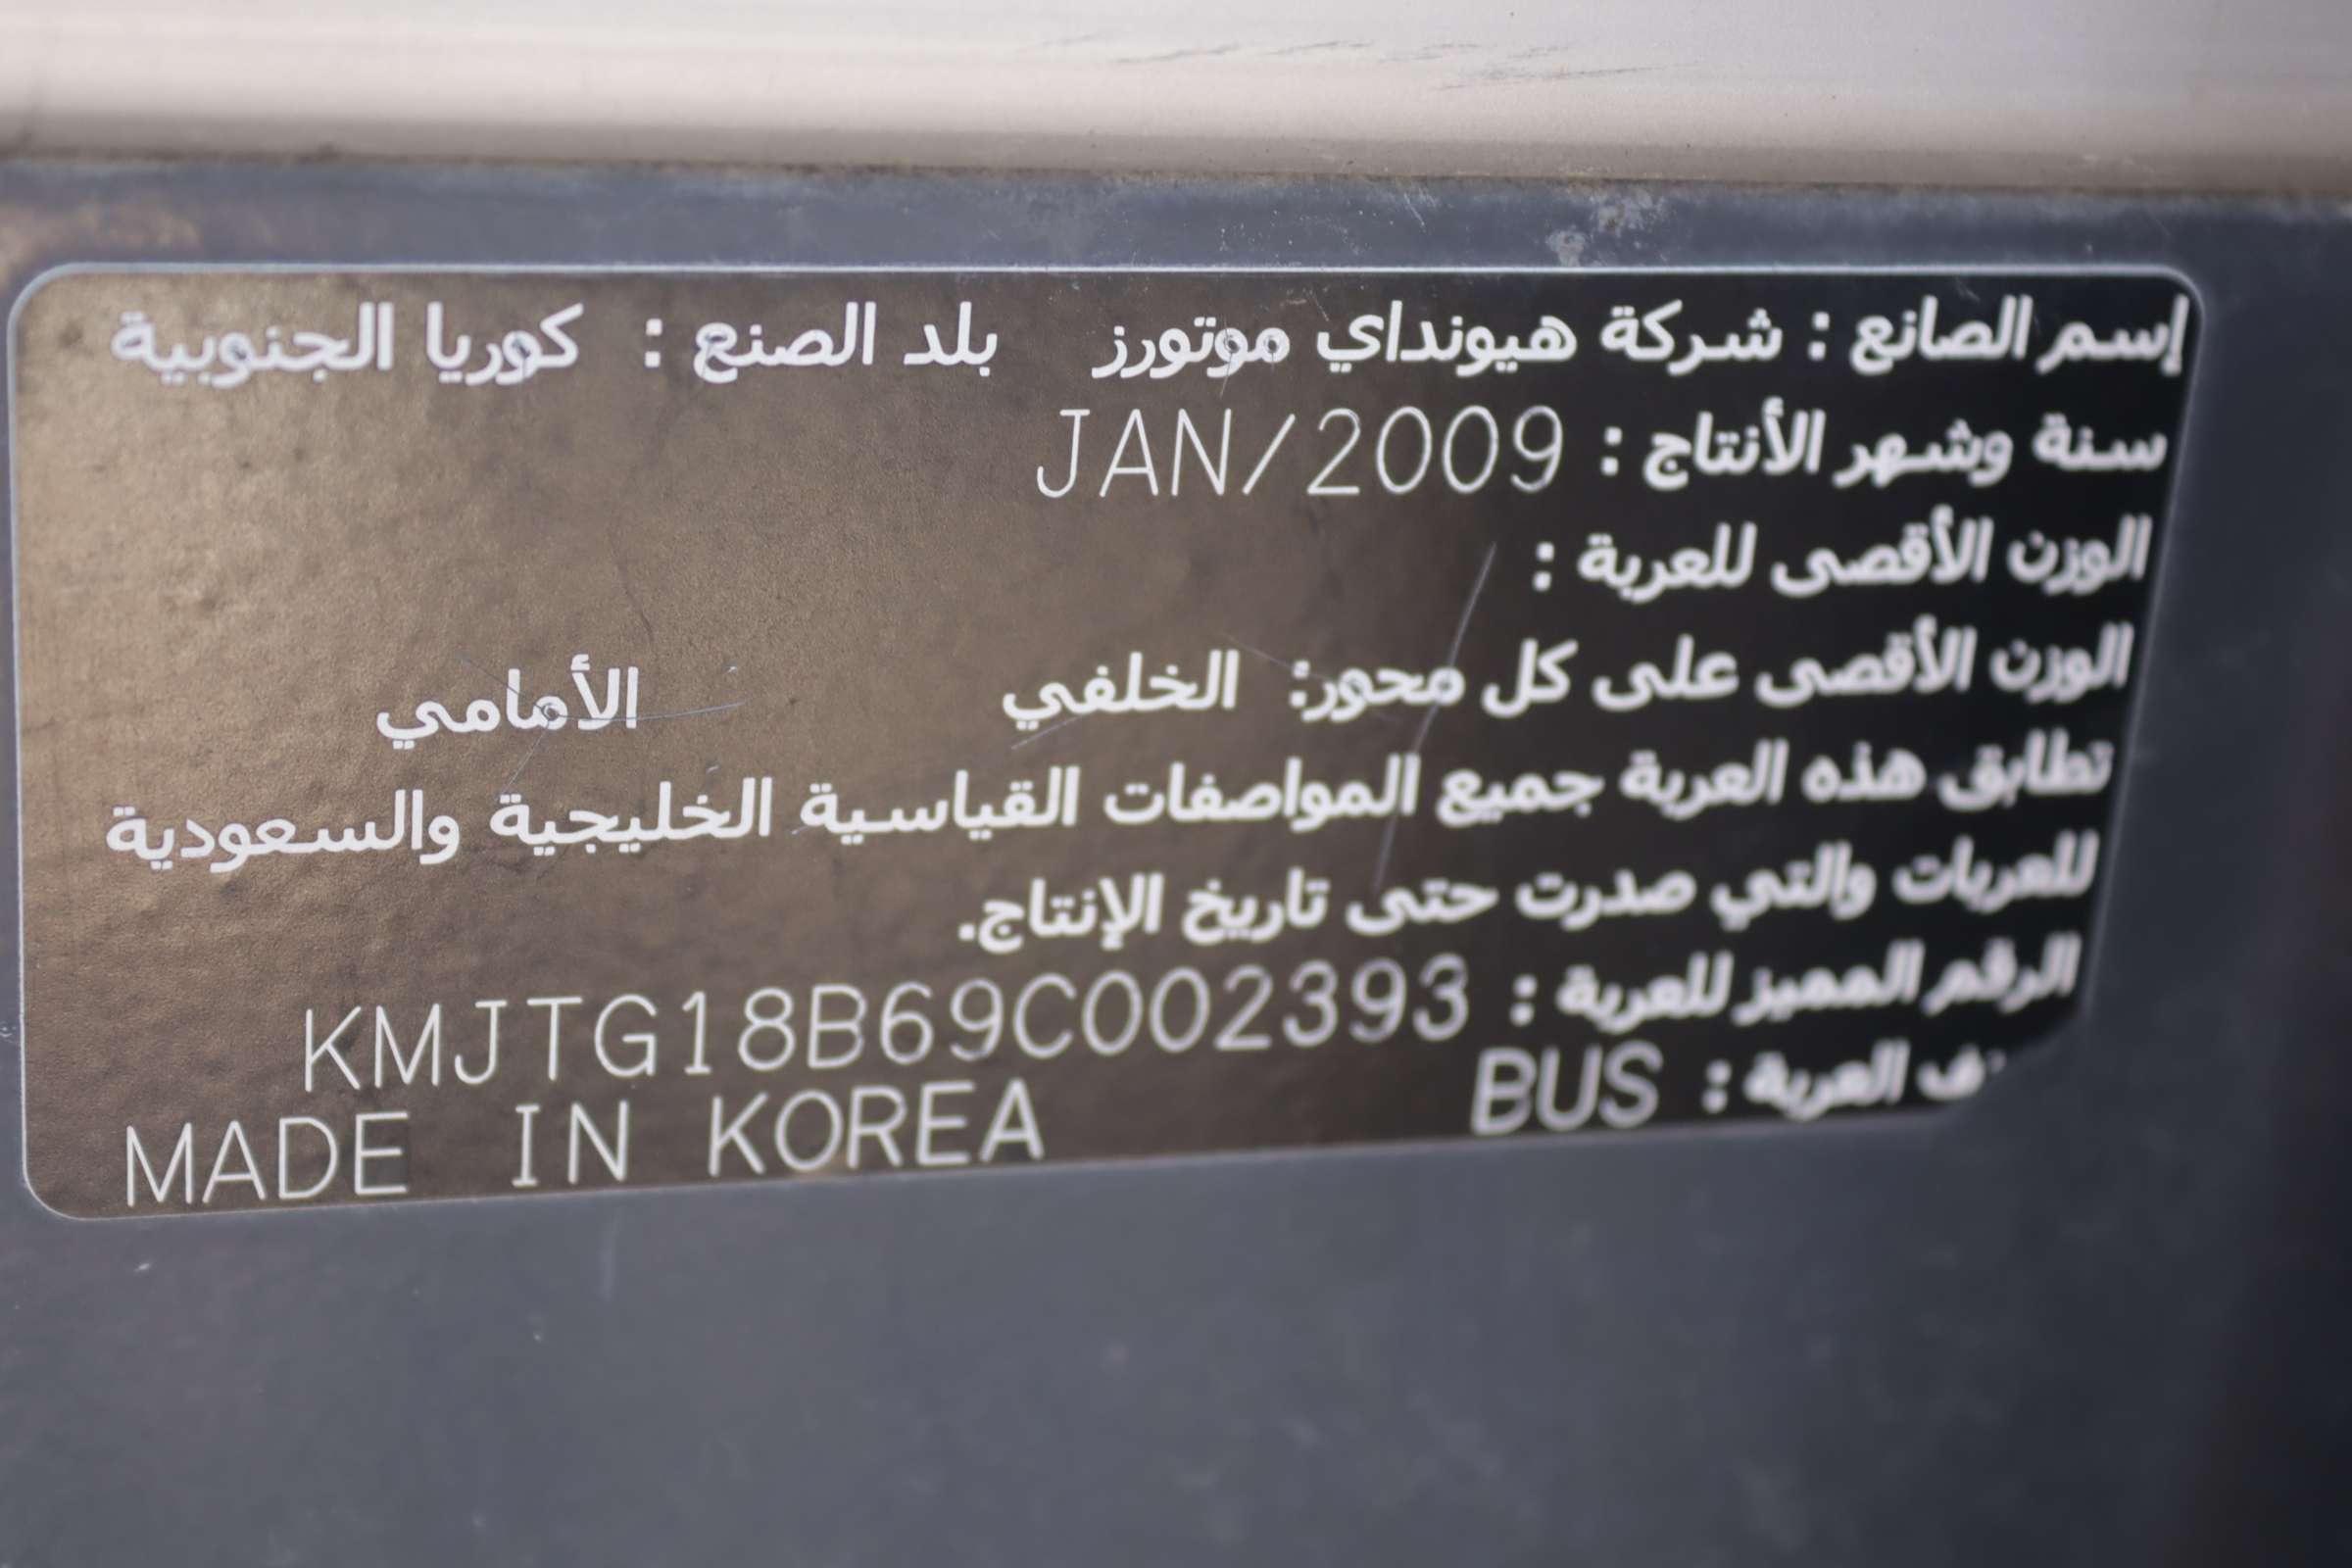 إسم الصانع : شركة هيونداي موتورز بلد الصنع : كوريا الجنوبية
سنة وشهر الأنتاج : JAN/2009
الوزن الأقصى للعربة :
الوزن الأقصى على كل محور: الخلفي الأمامي
تطابق هذه العربة جميع المواصفات القياسية الخليجية والسعودية
للعربات والتي صدرت حتى تاريخ الإنتاج.
الرقم المميز للعربة : KMJTG18B69C002393
العربة : BUS MADE IN KOREA